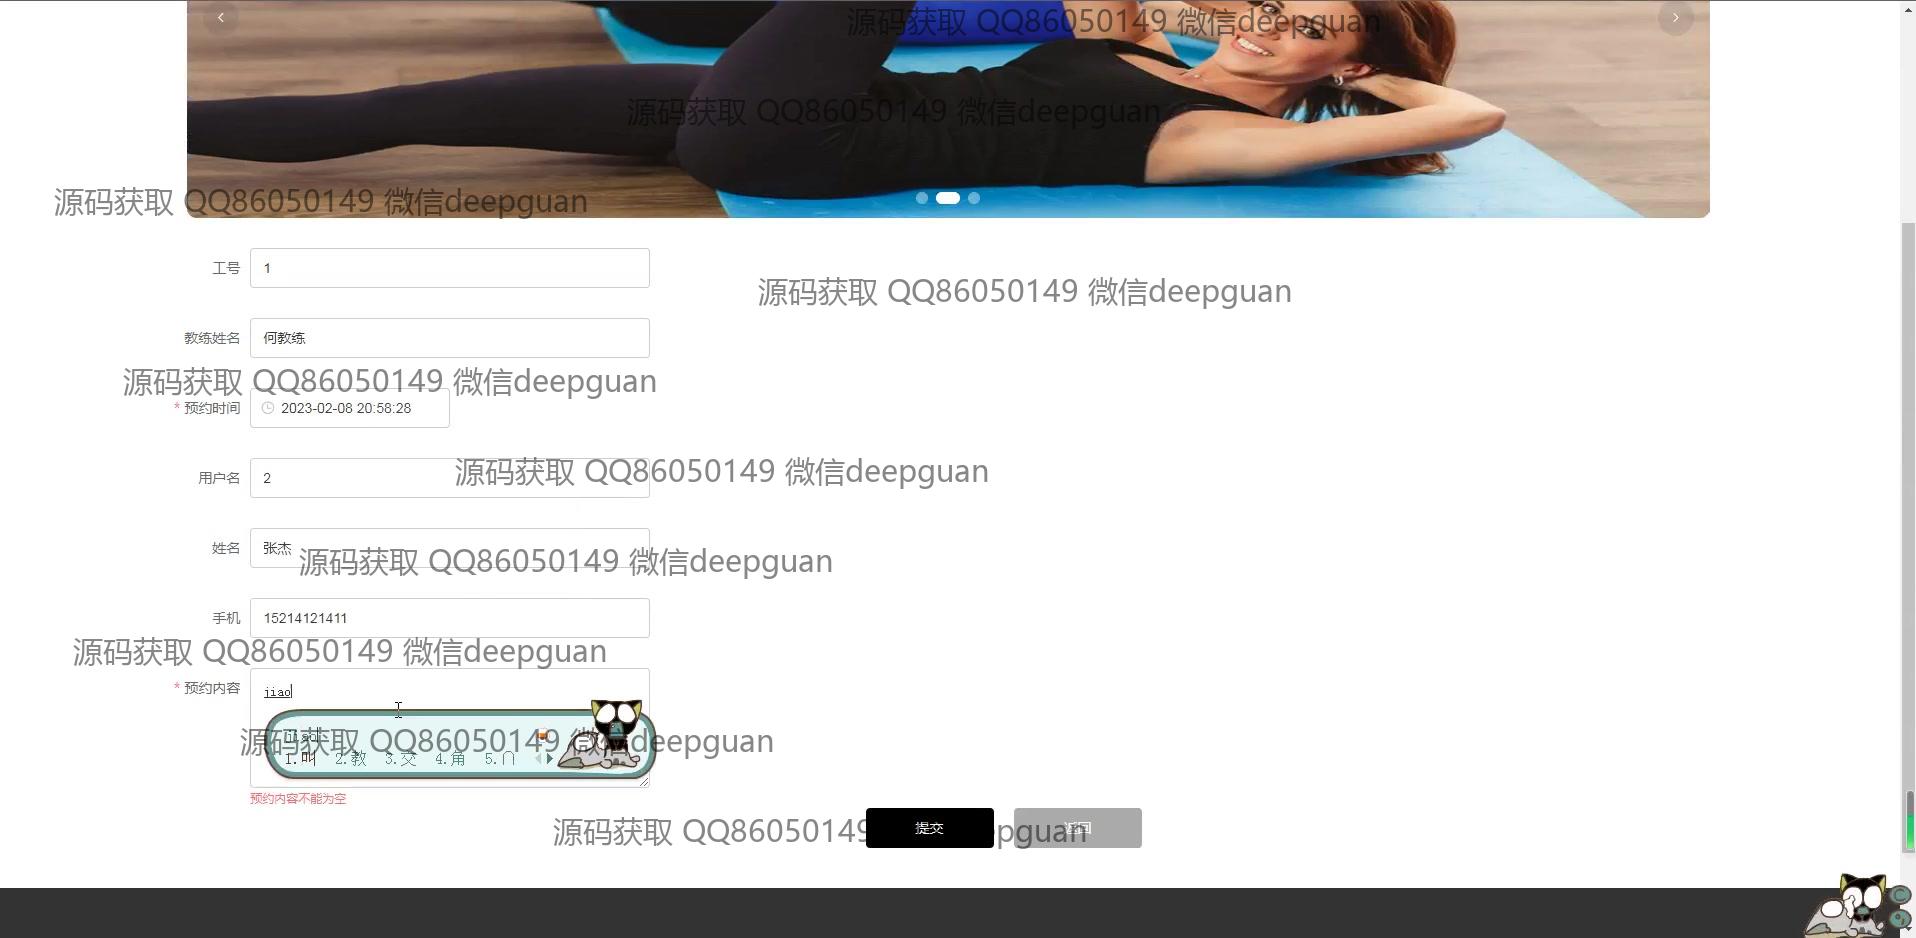 源码获取 QQ86050149 微信deepguan
源码获取 QQ86050149 微信deepguan
源码获取 QQ86050149 微信deepguan
工号 1
源码获取 QQ86050149 微信deepguan
教练姓名 何教练
源码获取 QQ86050149 微信deepguan
* 预约时间 2023-02-08 20:58:28
用户名 2
源码获取 QQ86050149 微信deepguan
姓名 张杰
源码获取 QQ86050149 微信deepguan
手机 15214121411
源码获取 QQ86050149 微信deepguan
* 预约内容 jiao
源码获取 QQ86050149 微信deepguan
1.叫 2.教 3.交 4.角 5.
预约内容不能为空
源码获取 QQ86050149 pguan
提交 返回